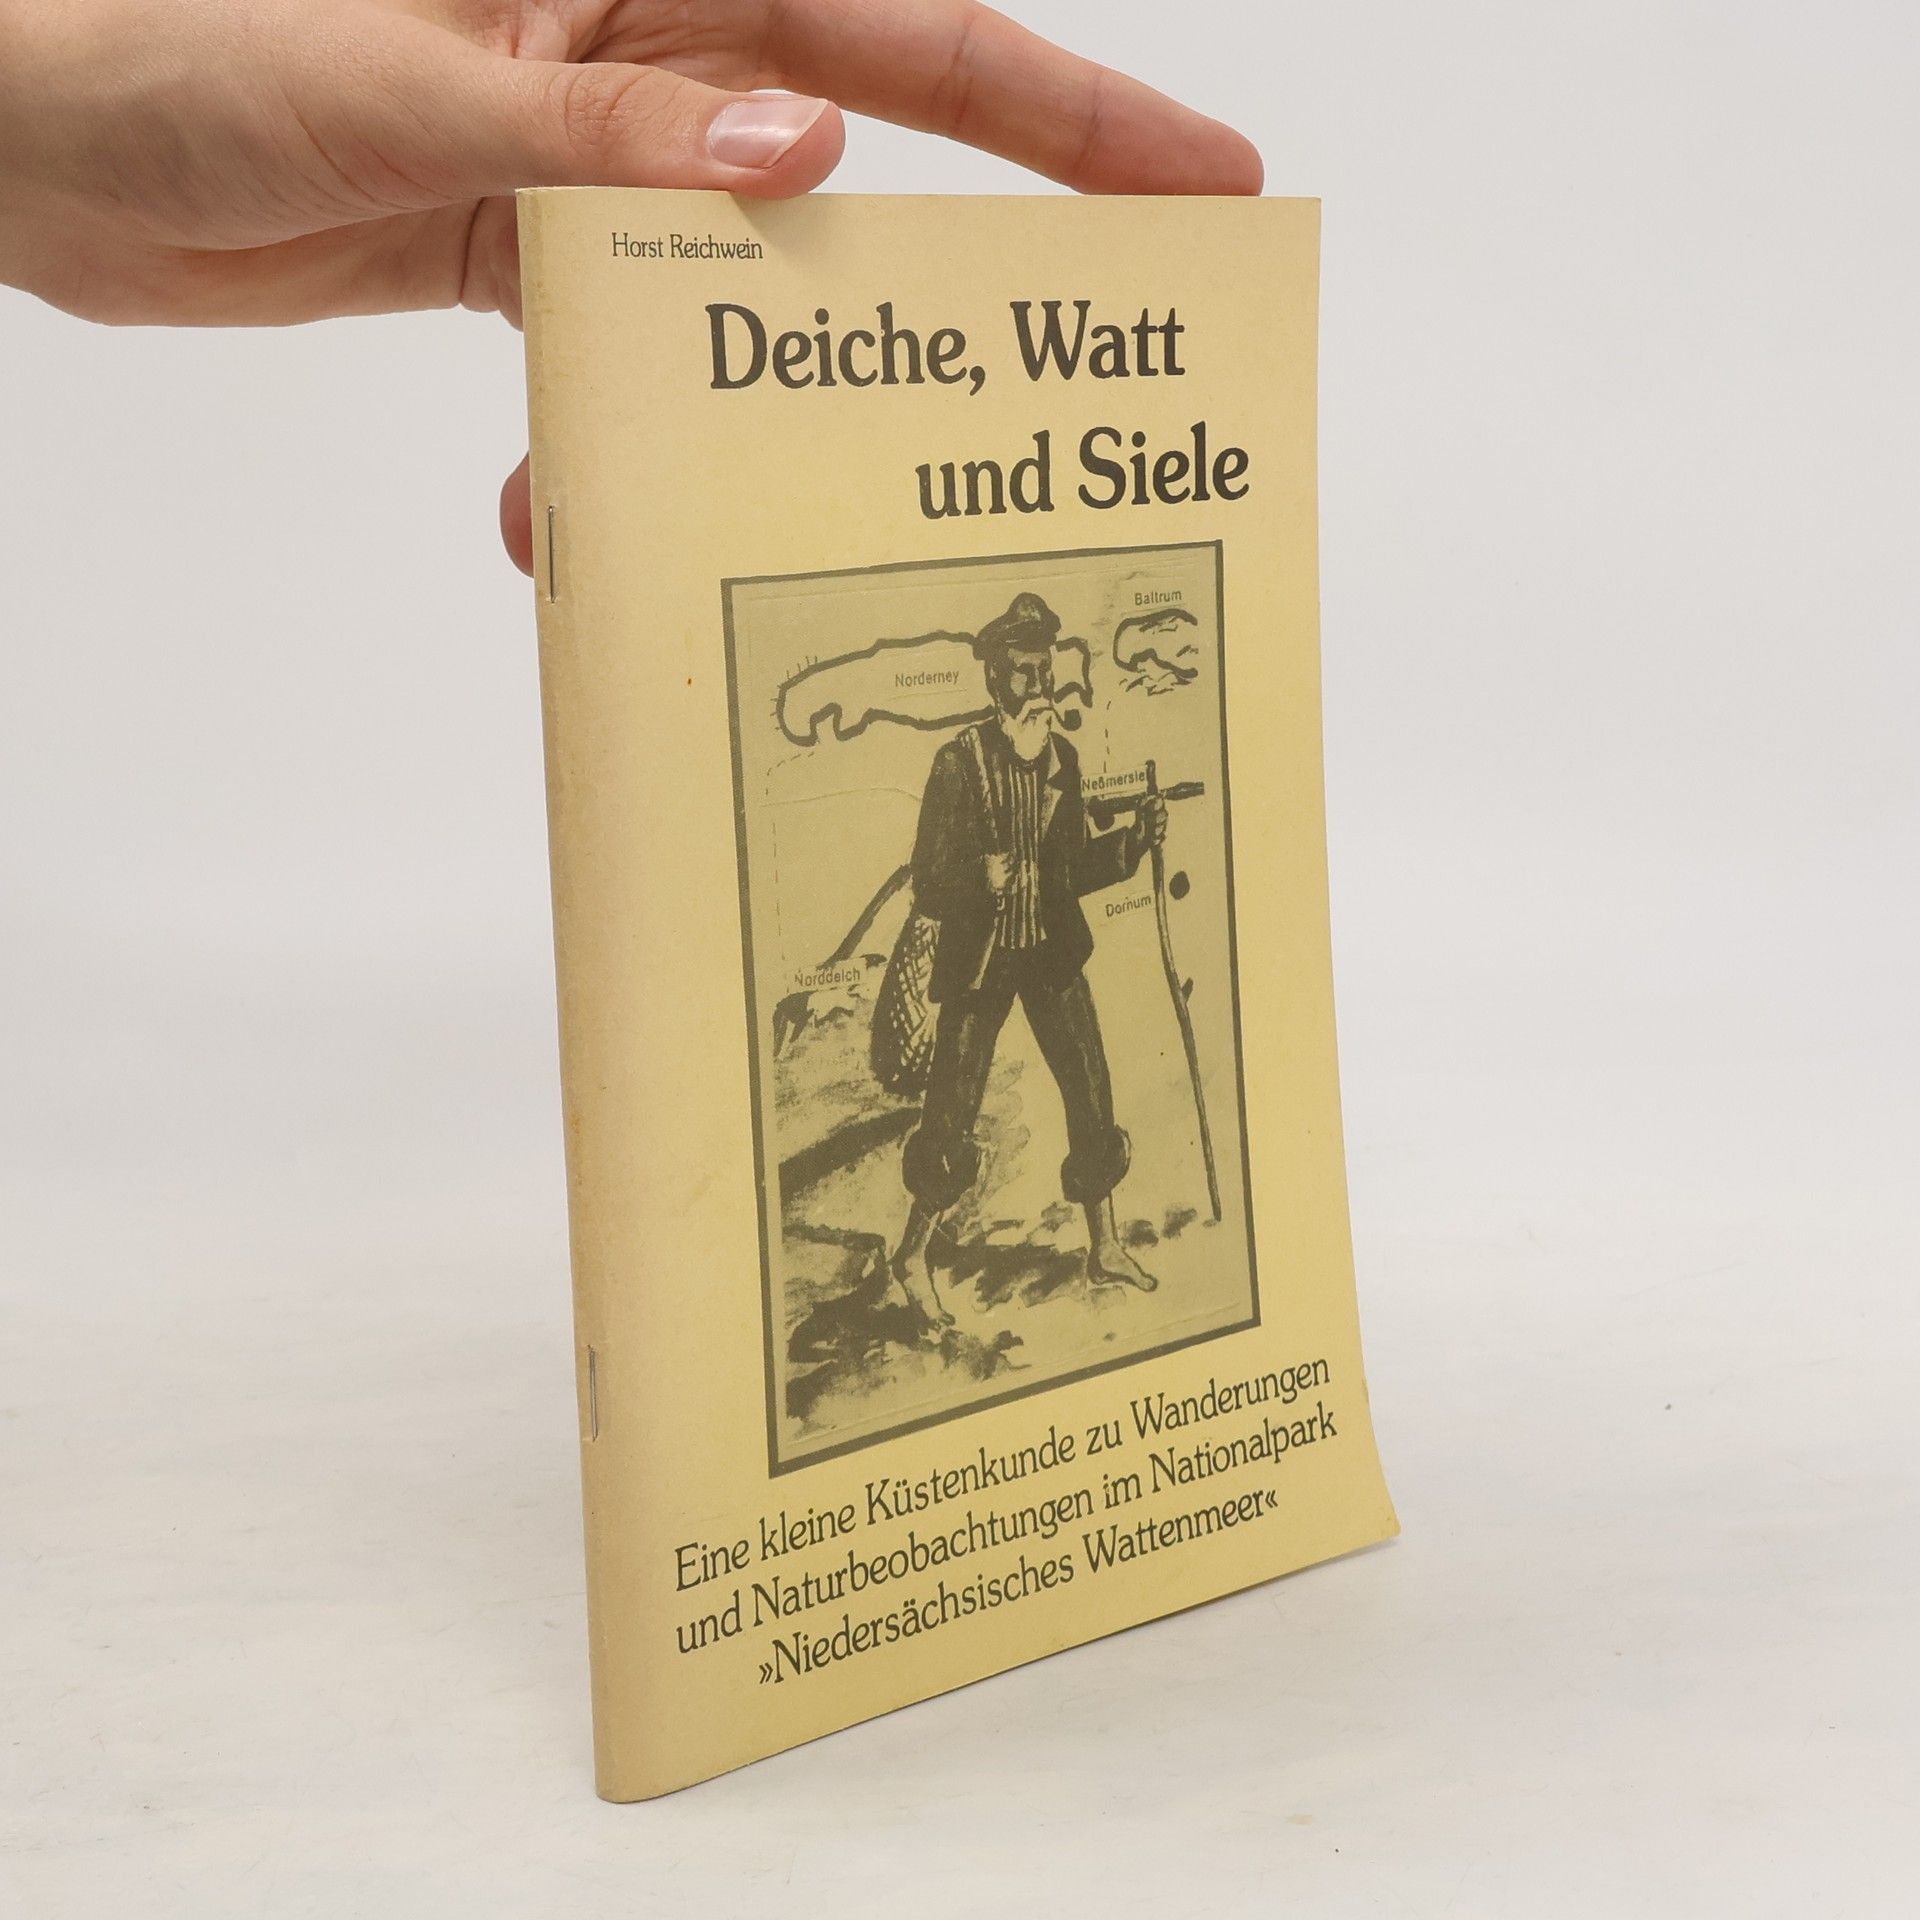 Horst Reichwein
Deiche, Watt
und Siele
Baltrum
Norderney
Neßmersiel
Dornum
Norddeich
Eine kleine Küstenkunde zu Wanderungen
und Naturbeobachtungen im Nationalpark
»Niedersächsisches Wattenmeer«